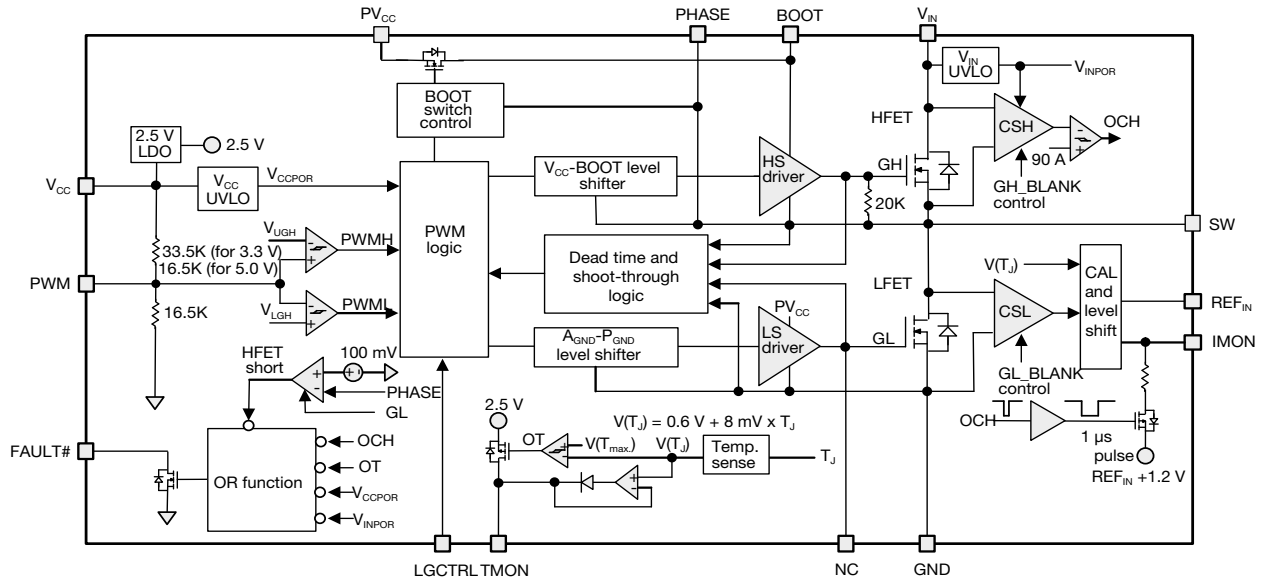 PVCC
PHASE
BOOT
VIN
BOOT
switch
control
VIN
UVLO
VINPOR
HFET
CSH
OCH
90 A
GH_BLANK
control
2.5 V
LDO
2.5 V
VCC
VCC
UVLO
VCCPOR
VCC-BOOT level
shifter
HS
driver
GH
20K
SW
VUGH
PWMH
33.5K (for 3.3 V)
16.5K (for 5.0 V)
PWM
16.5K
VLGH
PWML
PWM
logic
Dead time and
shoot-through
logic
LFET
V(TJ)
CAL
and
level
shift
CSL
REFIN
IMON
AGND-PGND
level shifter
PVCC
LS
driver
GL
GL_BLANK
control
HFET
short
100 mV
PHASE
GL
OCH
1 µs
pulse
REFIN +1.2 V
2.5 V
V(TJ) = 0.6 V + 8 mV x TJ
OT
V(Tmax.)
V(TJ)
Temp.
sense
TJ
FAULT#
OR function
OCH
OT
VCCPOR
VINPOR
LGCTRL
TMON
NC
GND